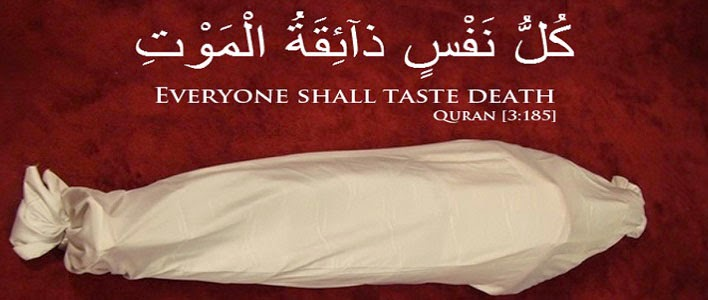 كُلُّ نَفْسٍ ذَآئِقَةُ الْمَوْتِ
EVERYONE SHALL TASTE DEATH
QURAN [3:185]